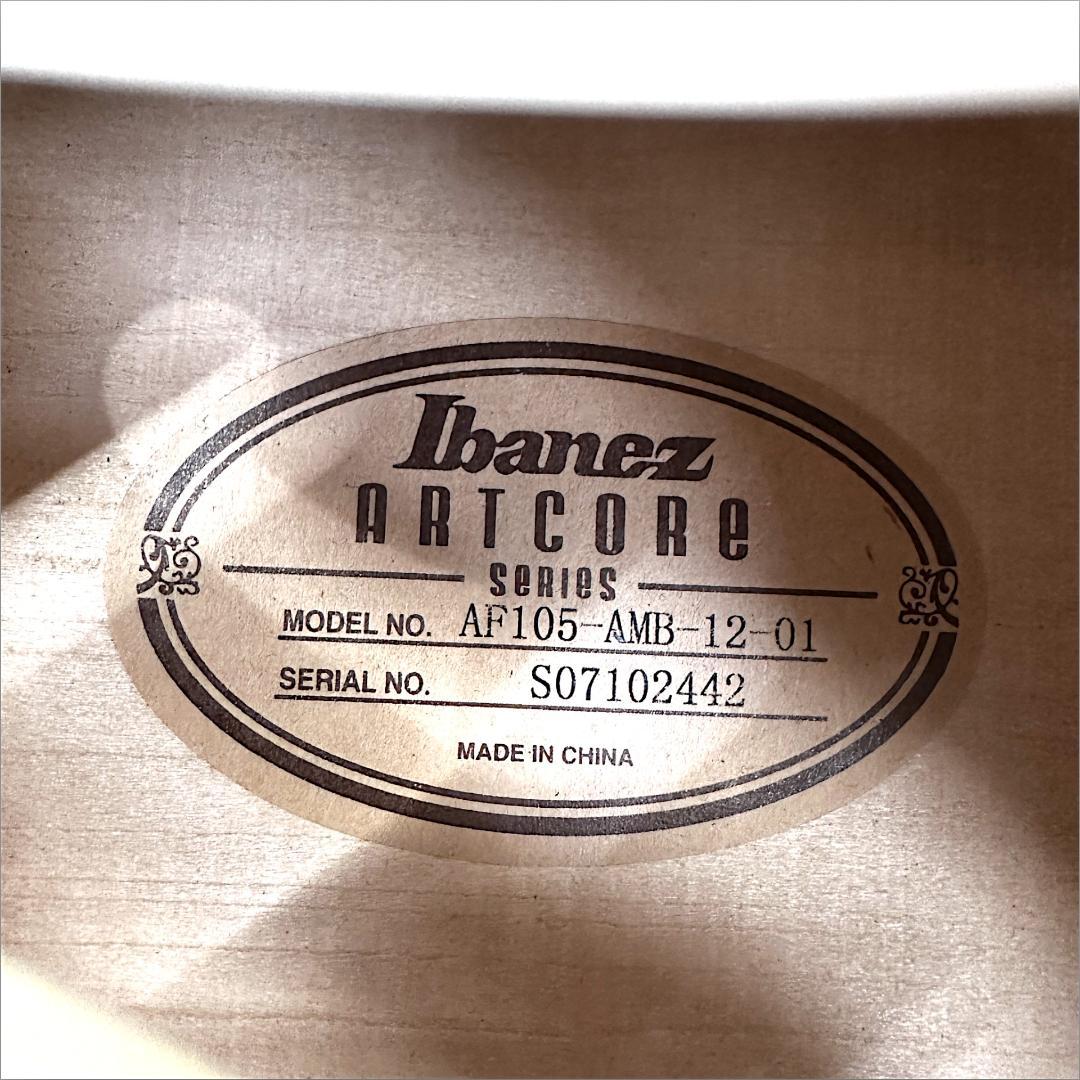 Ibanez
ARTCORE
SERIES
MODEL NO. AF105-AMB-12-01
SERIAL NO. S07102442
MADE IN CHINA